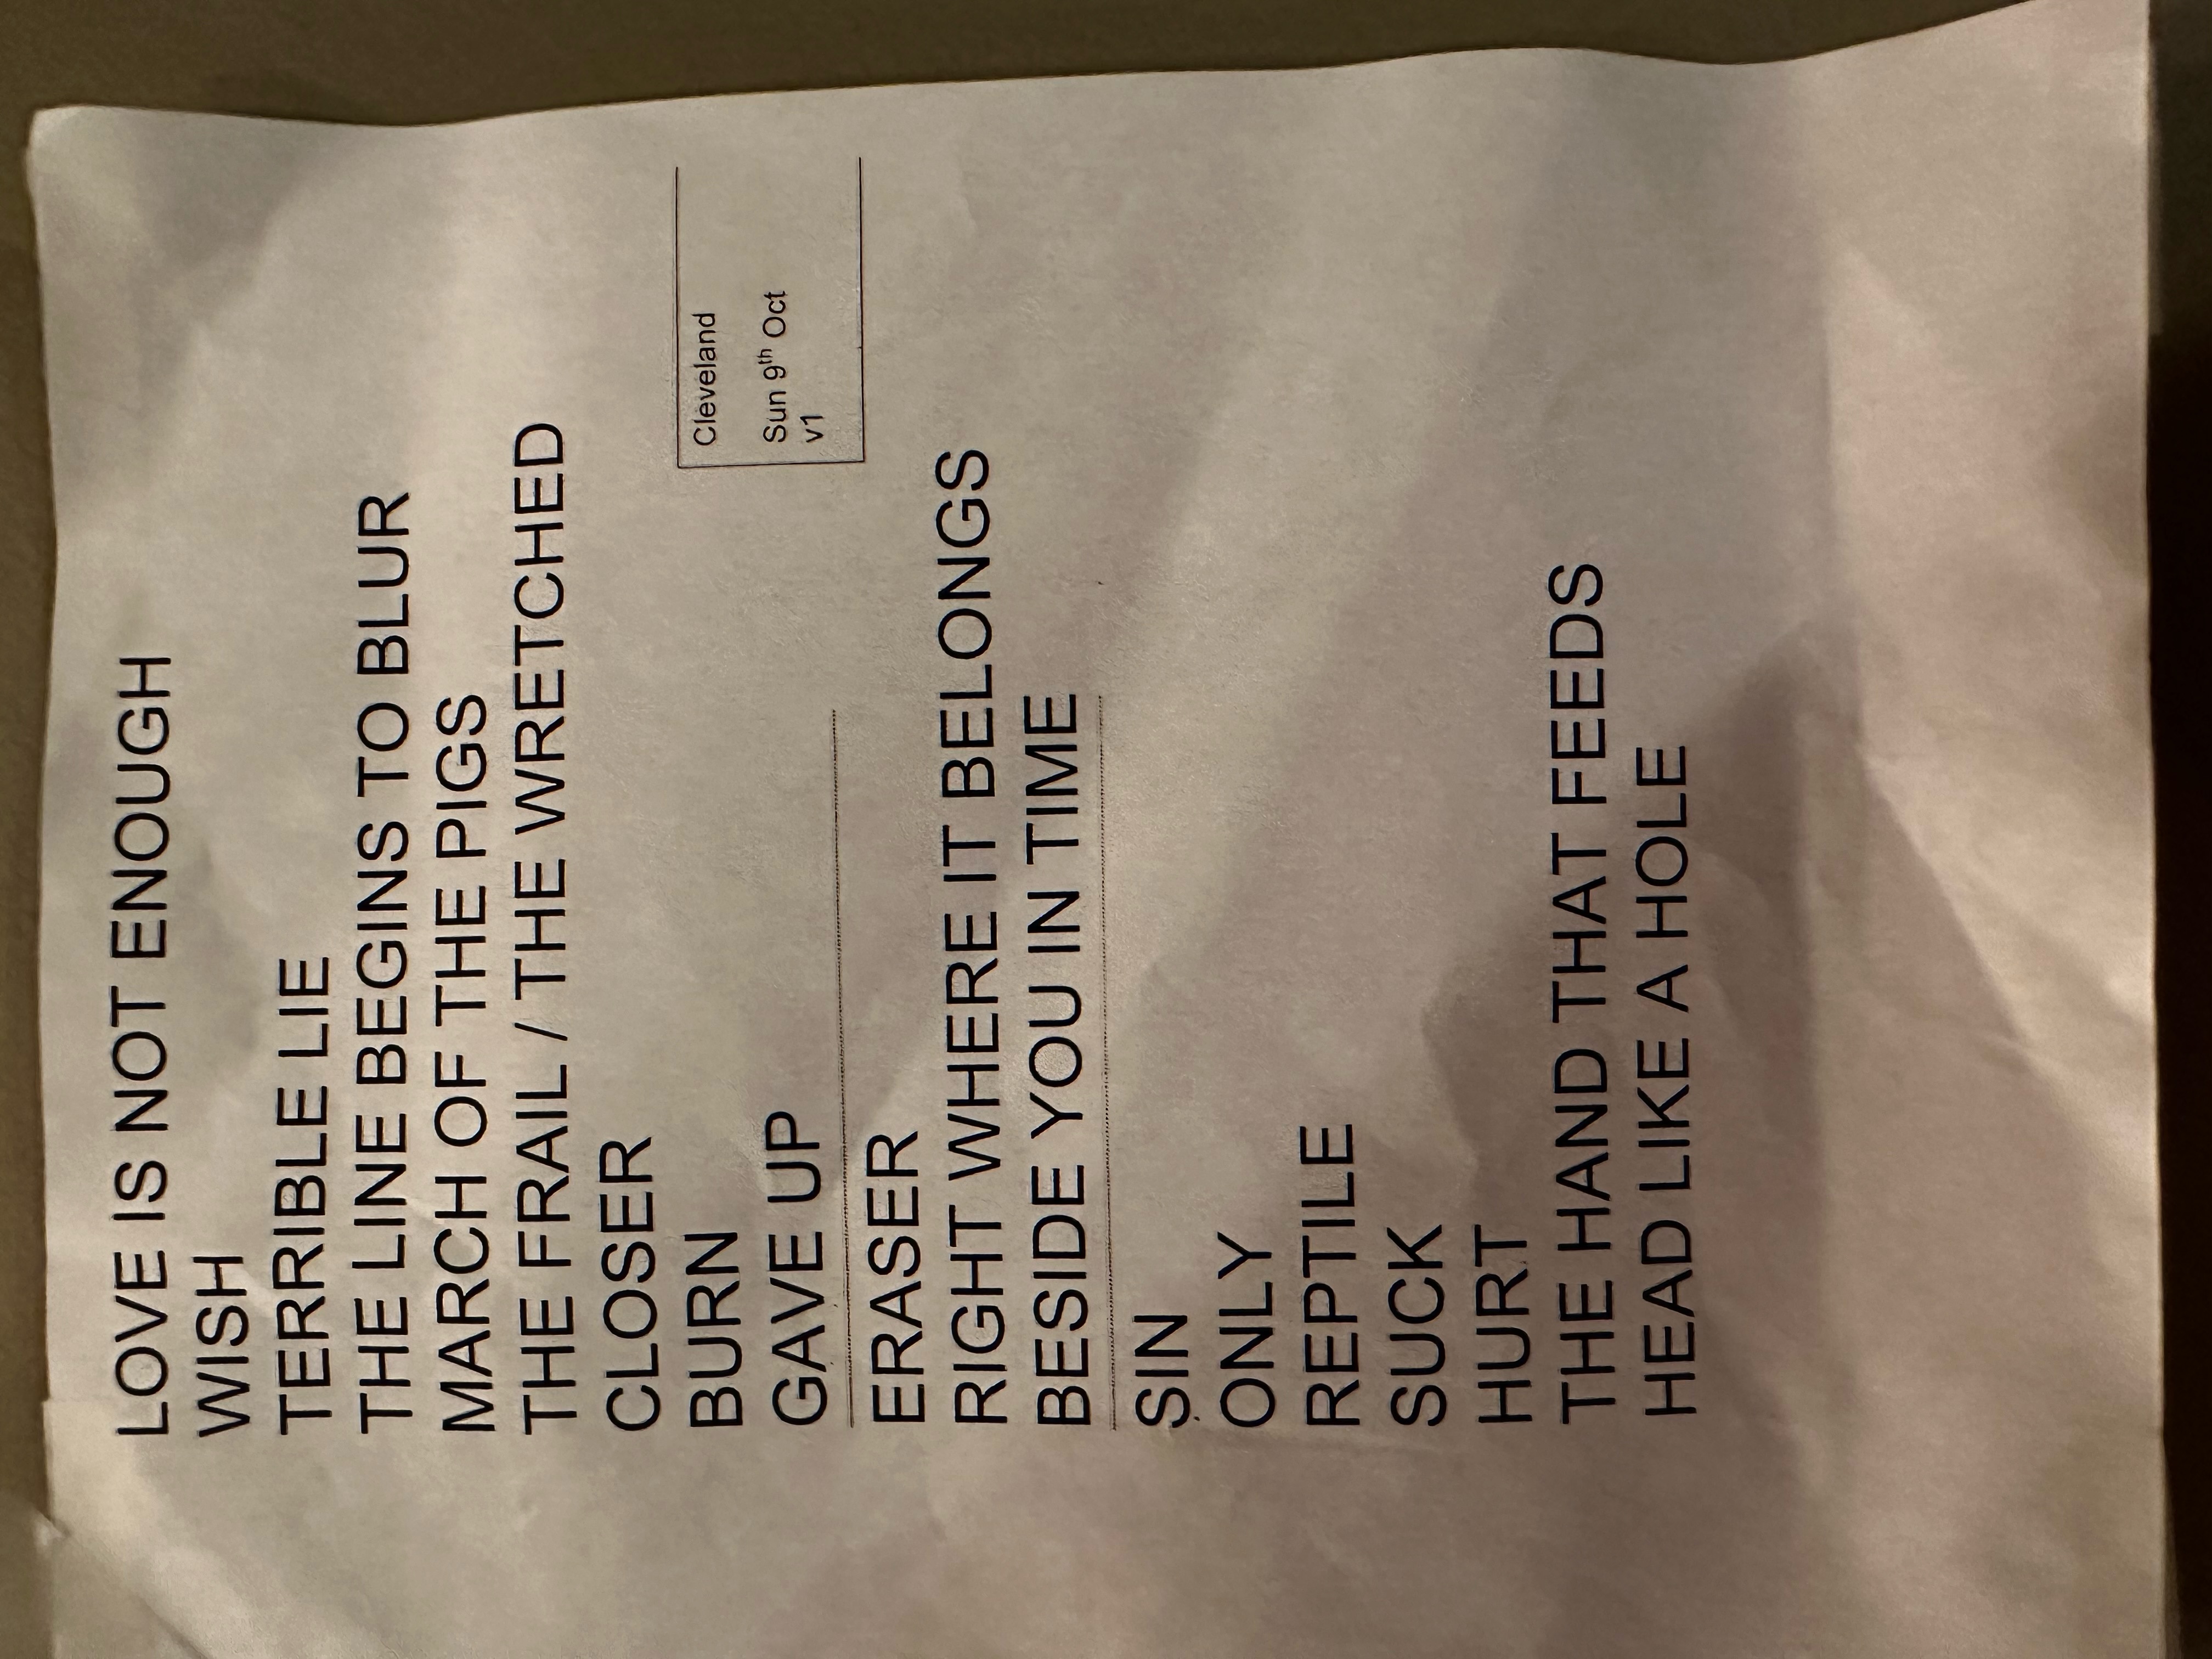 LOVE IS NOT ENOUGH
WISH
TERRIBLE LIE
THE LINE BEGINS TO BLUR
MARCH OF THE PIGS
THE FRAIL / THE WRETCHED
CLOSER
BURN
GAVE UP
Cleveland
Sun 9th Oct
v1
ERASER
RIGHT WHERE IT BELONGS
BESIDE YOU IN TIME
SIN
ONLY
REPTILE
SUCK
HURT
THE HAND THAT FEEDS
HEAD LIKE A HOLE